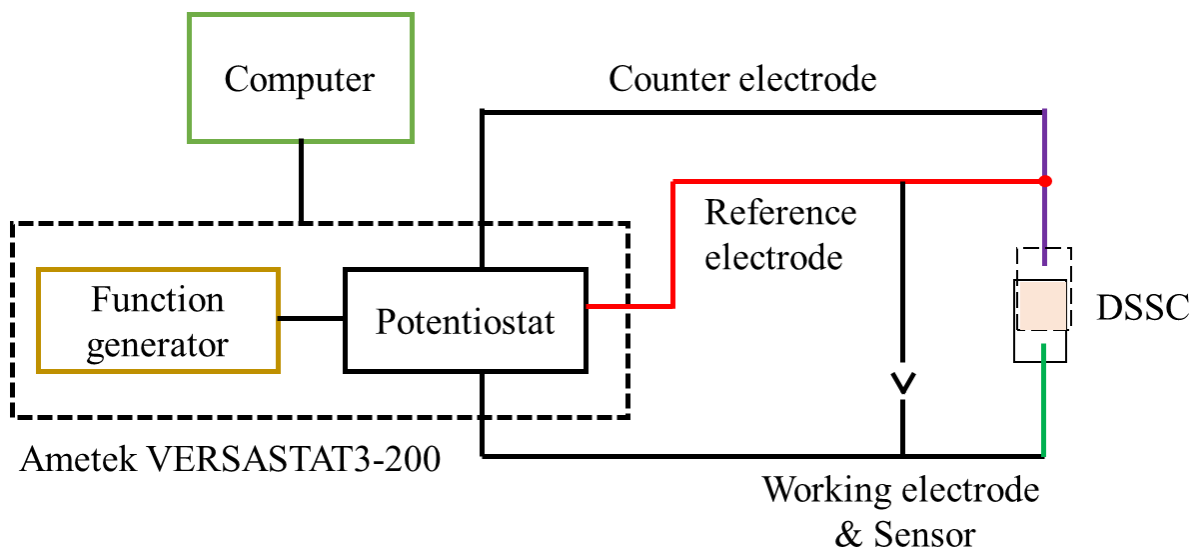 Computer
Counter electrode
Reference
electrode
Function
generator
Potentiostat
DSSC
Ametek VERSASTAT3-200
Working electrode
& Sensor